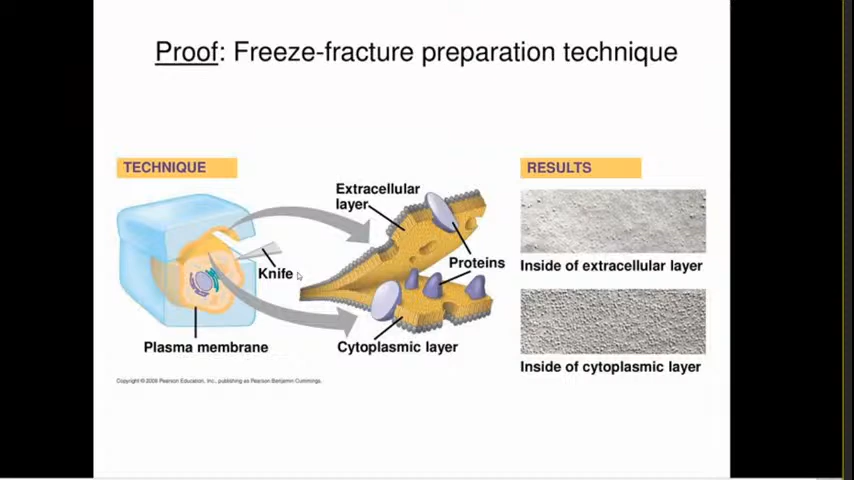 Proof: Freeze-fracture preparation technique
TECHNIQUE
Extracellular
layer
Knife
Proteins
Plasma membrane
Cytoplasmic layer
RESULTS
Inside of extracellular layer
Inside of cytoplasmic layer
Copyright © 2008 Pearson Education, Inc., publishing as Pearson Benjamin Cummings.